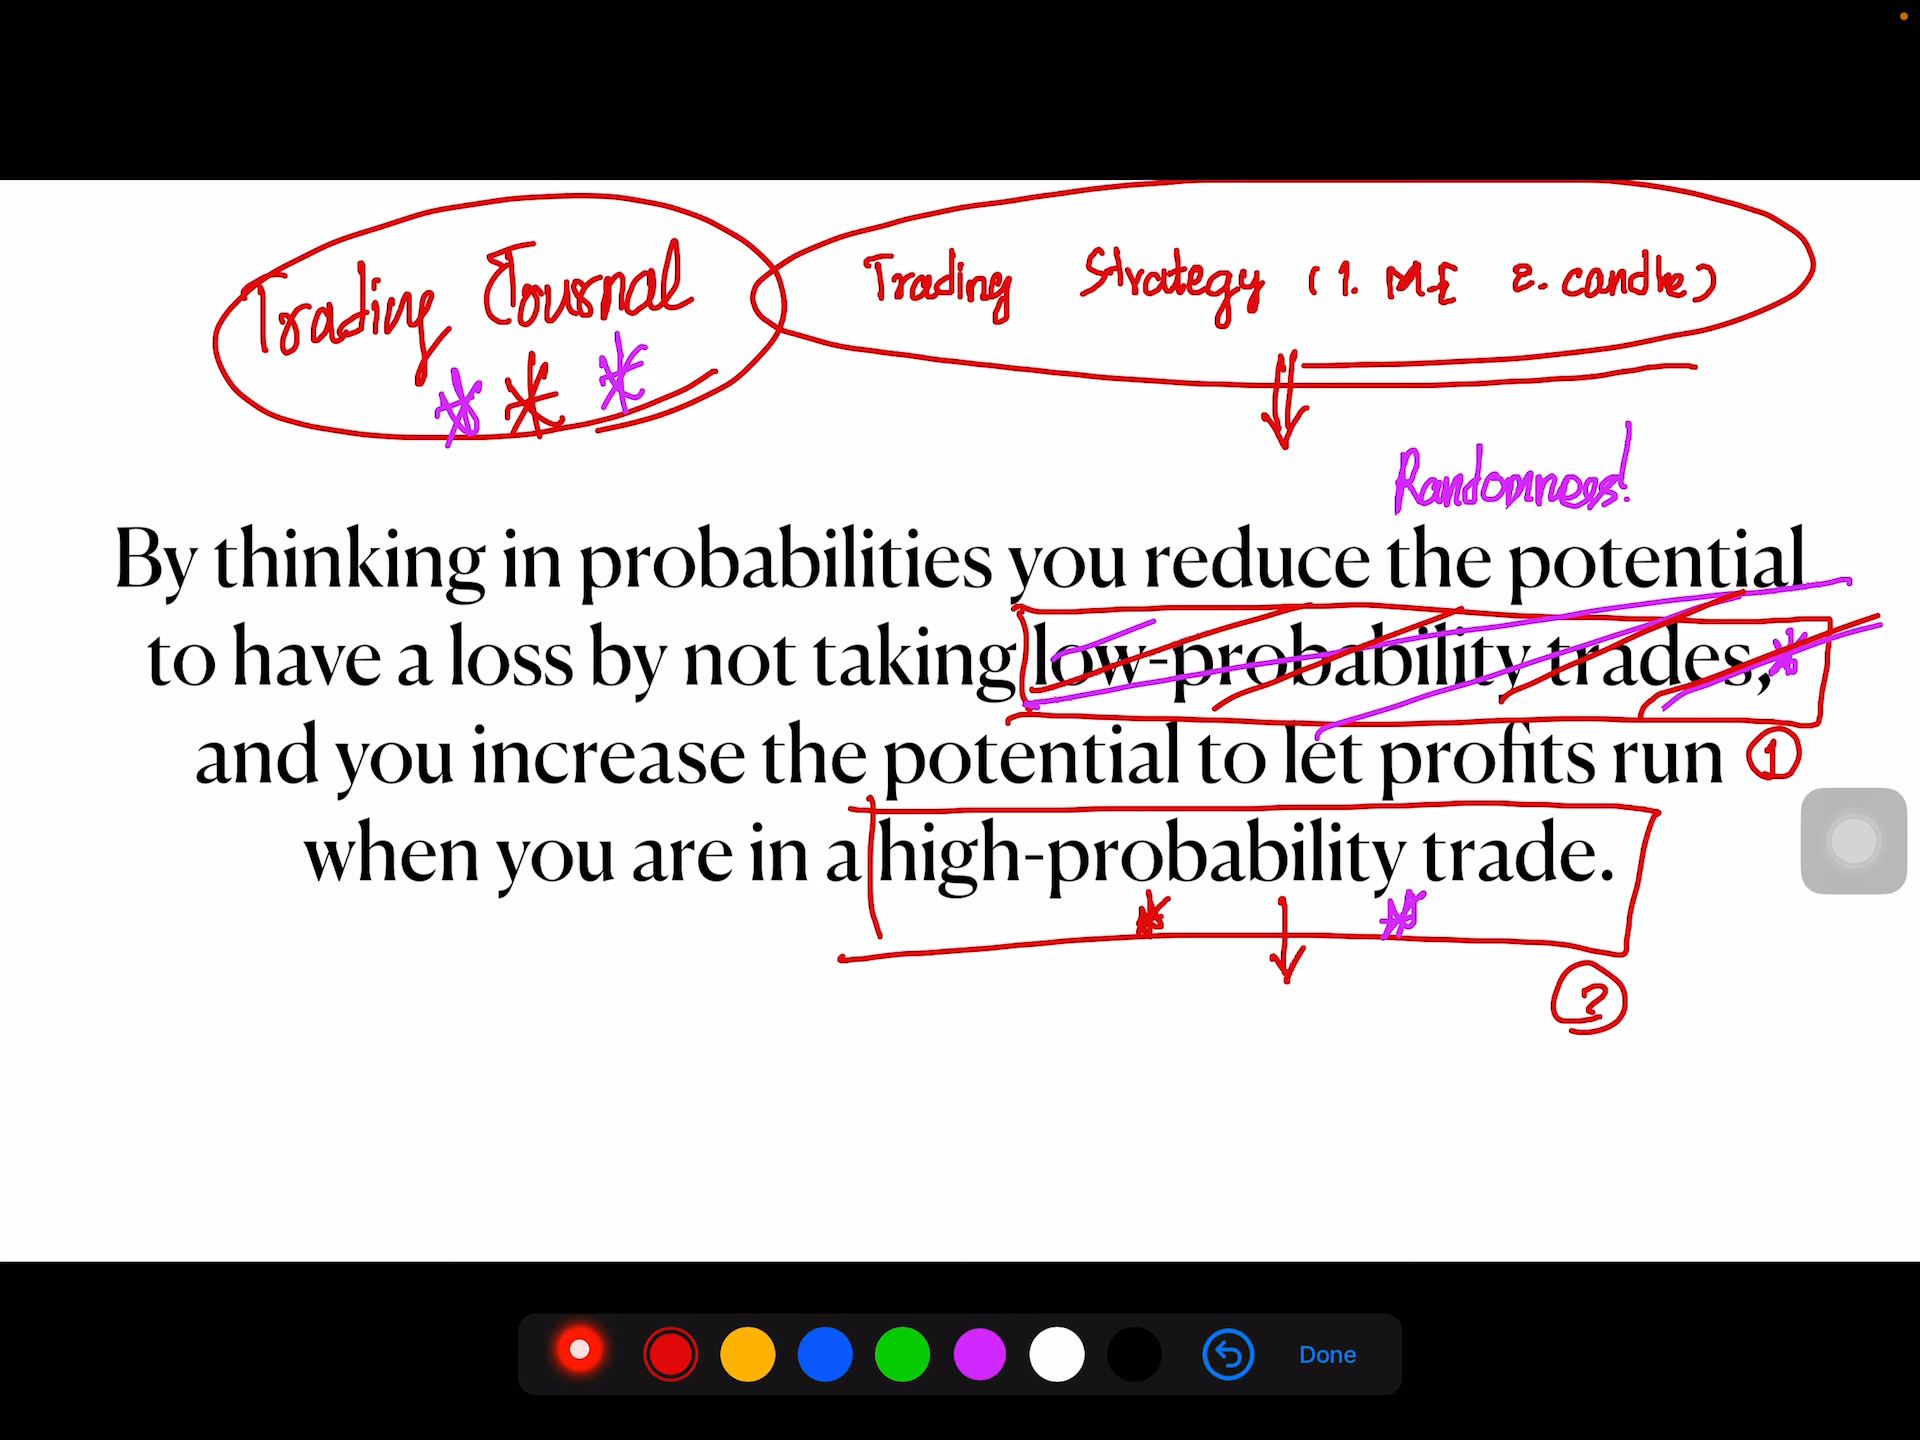 Trading Journal
Trading Strategy (1. M.E 2. candle)
Randomness!
By thinking in probabilities you reduce the potential
to have a loss by not taking low-probability trades,
and you increase the potential to let profits run 1
when you are in a high-probability trade.
2
Done